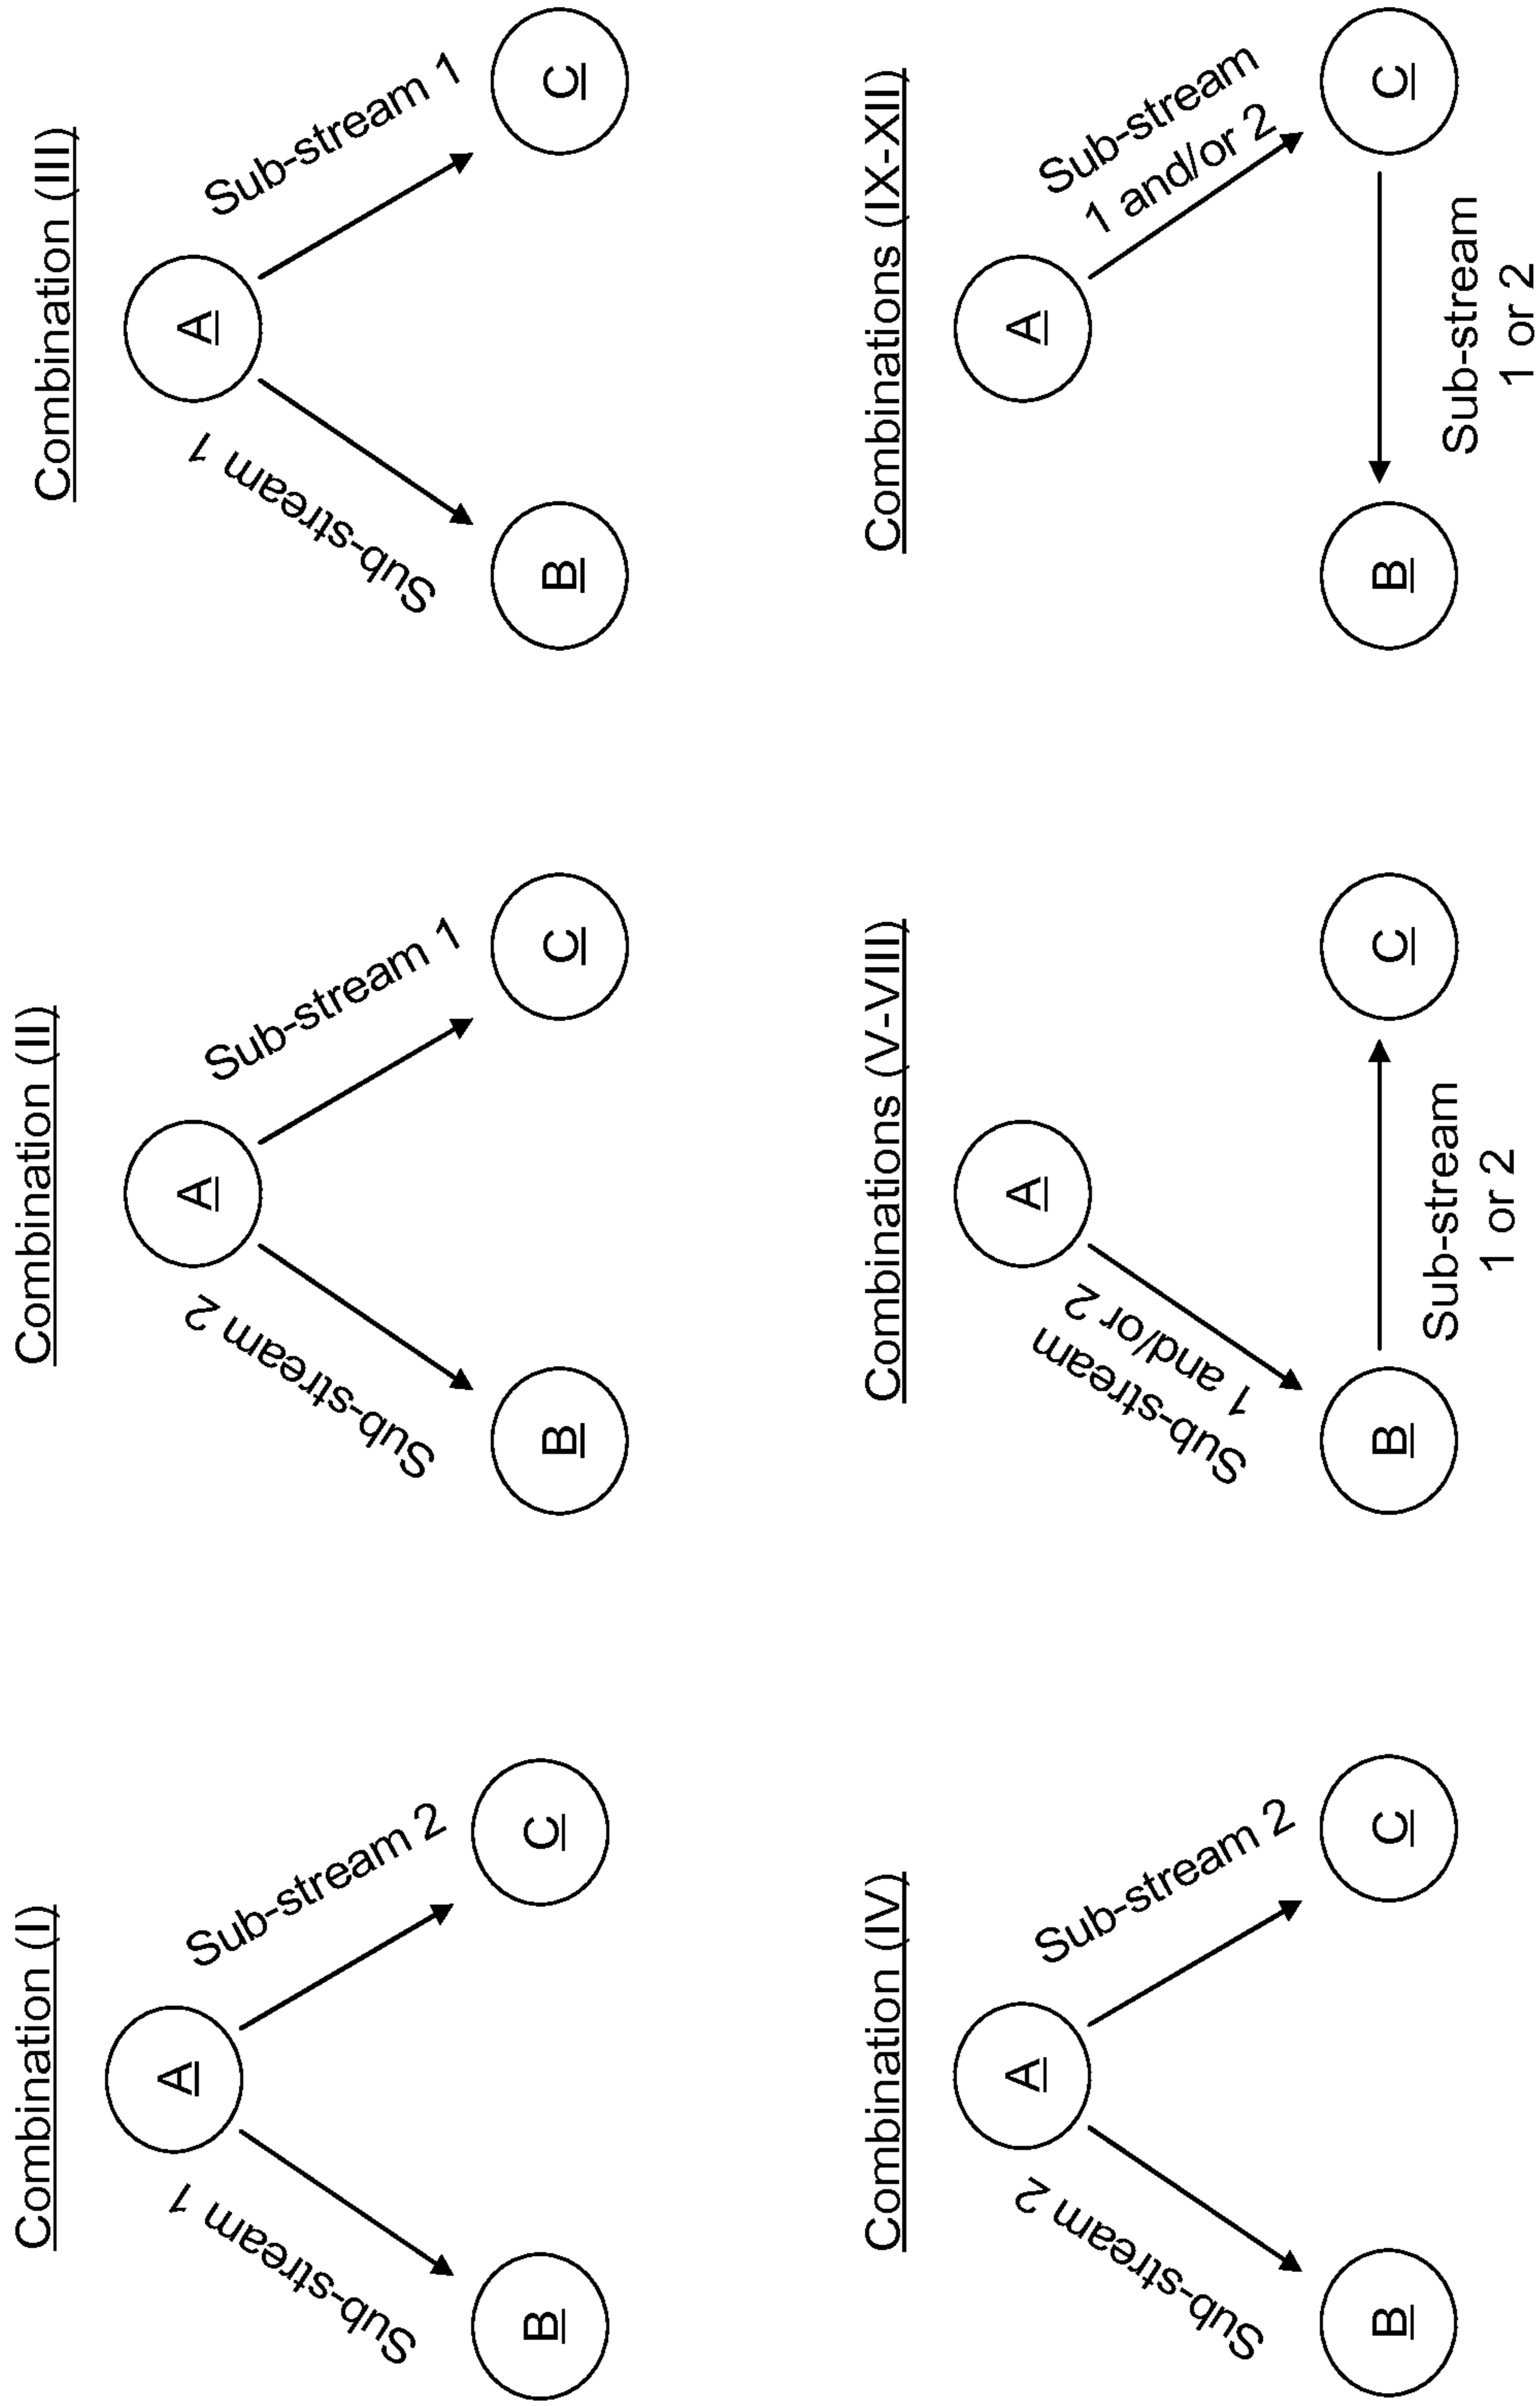 Combination (I)
A
Sub-stream 1
Sub-stream 2
B
C
Combination (II)
A
Sub-stream 2
Sub-stream 1
B
C
Combination (III)
A
Sub-stream 1
Sub-stream 1
B
C
Combination (IV)
A
Sub-stream 2
Sub-stream 2
B
C
Combinations (V-VIII)
A
Sub-stream
1 and/or 2
B
C
Sub-stream
1 or 2
Combinations (IX-XII)
A
Sub-stream
1 and/or 2
B
C
Sub-stream
1 or 2